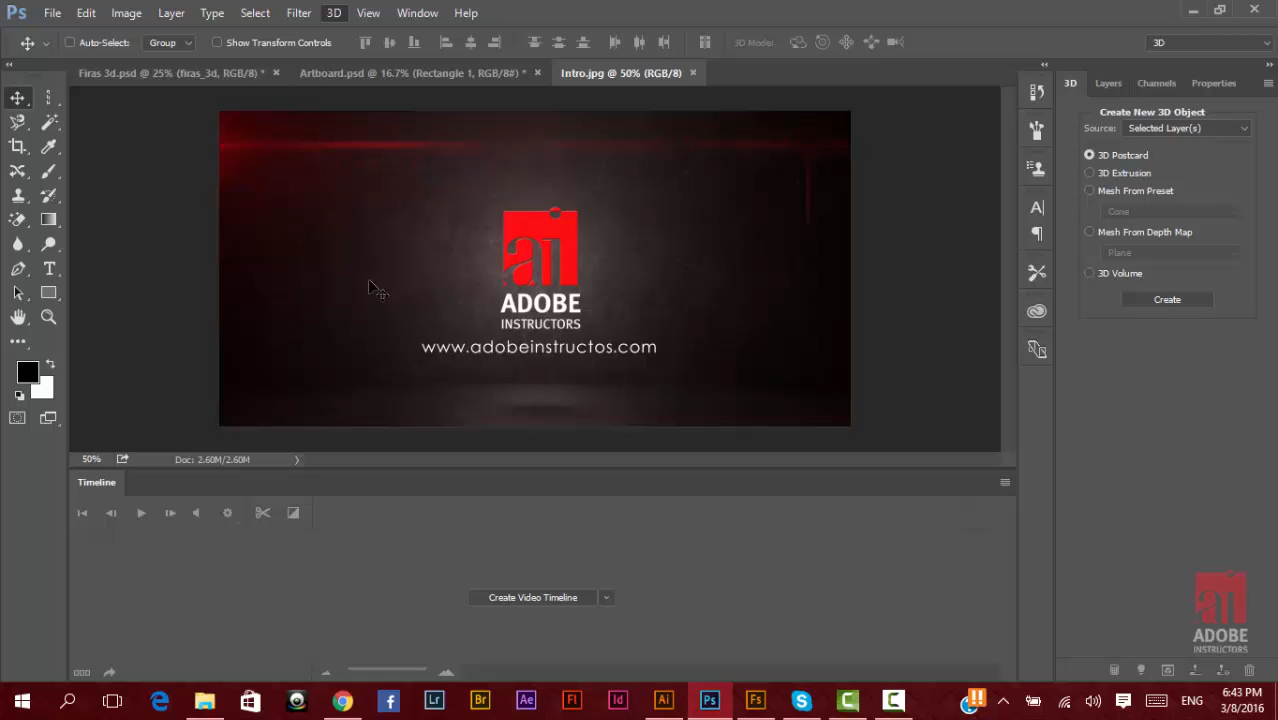 Ps File Edit Image Layer Type Select Filter 3D View Window Help
Auto-Select: Group Show Transform Controls 3D Mode: 3D
Firas 3d.psd @ 25% (firas_3d, RGB/8) * × Artboard.psd @ 16.7% (Rectangle 1, RGB/8#) * × Intro.jpg @ 50% (RGB/8) ×
3D Layers Channels Properties
Create New 3D Object
Source: Selected Layer(s)
3D Postcard
3D Extrusion
Mesh From Preset
Cone
Mesh From Depth Map
Plane
3D Volume
Create
ai
ADOBE
INSTRUCTORS
www.adobeinstructos.com
50% Doc: 2.60M/2.60M
Timeline
Create Video Timeline
ai
ADOBE
INSTRUCTORS
Lr Br Ae Fl Id Ai Ps Fs
ENG
6:43 PM
3/8/2016